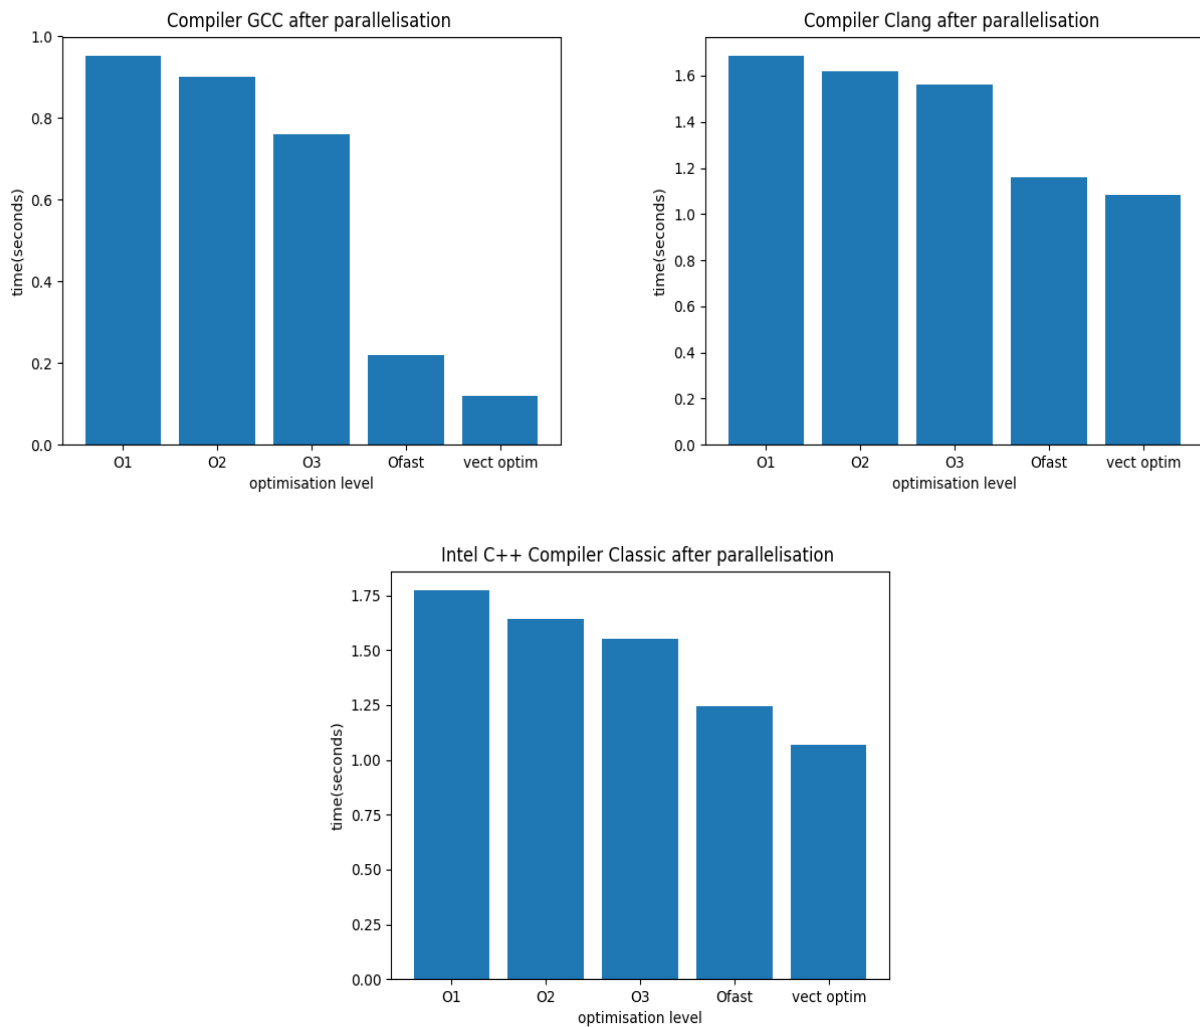 Compiler GCC after parallelisation
1.0
0.8
0.6
0.4
0.2
0.0
time(seconds)
O1 O2 O3 Ofast vect optim
optimisation level
Compiler Clang after parallelisation
1.6
1.4
1.2
1.0
0.8
0.6
0.4
0.2
0.0
time(seconds)
O1 O2 O3 Ofast vect optim
optimisation level
Intel C++ Compiler Classic after parallelisation
1.75
1.50
1.25
1.00
0.75
0.50
0.25
0.00
time(seconds)
O1 O2 O3 Ofast vect optim
optimisation level